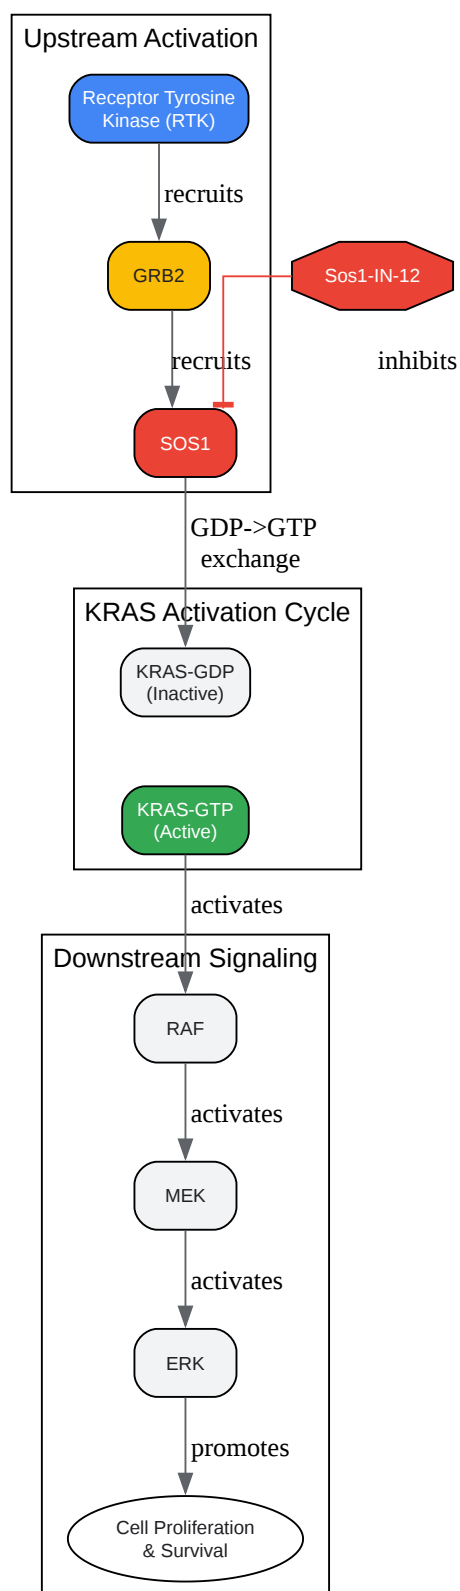 Upstream Activation
Receptor Tyrosine
Kinase (RTK)
recruits
GRB2
Sos1-IN-12
recruits
inhibits
SOS1
GDP->GTP
exchange
KRAS Activation Cycle
KRAS-GDP
(Inactive)
KRAS-GTP
(Active)
activates
Downstream Signaling
RAF
activates
MEK
activates
ERK
promotes
Cell Proliferation
& Survival